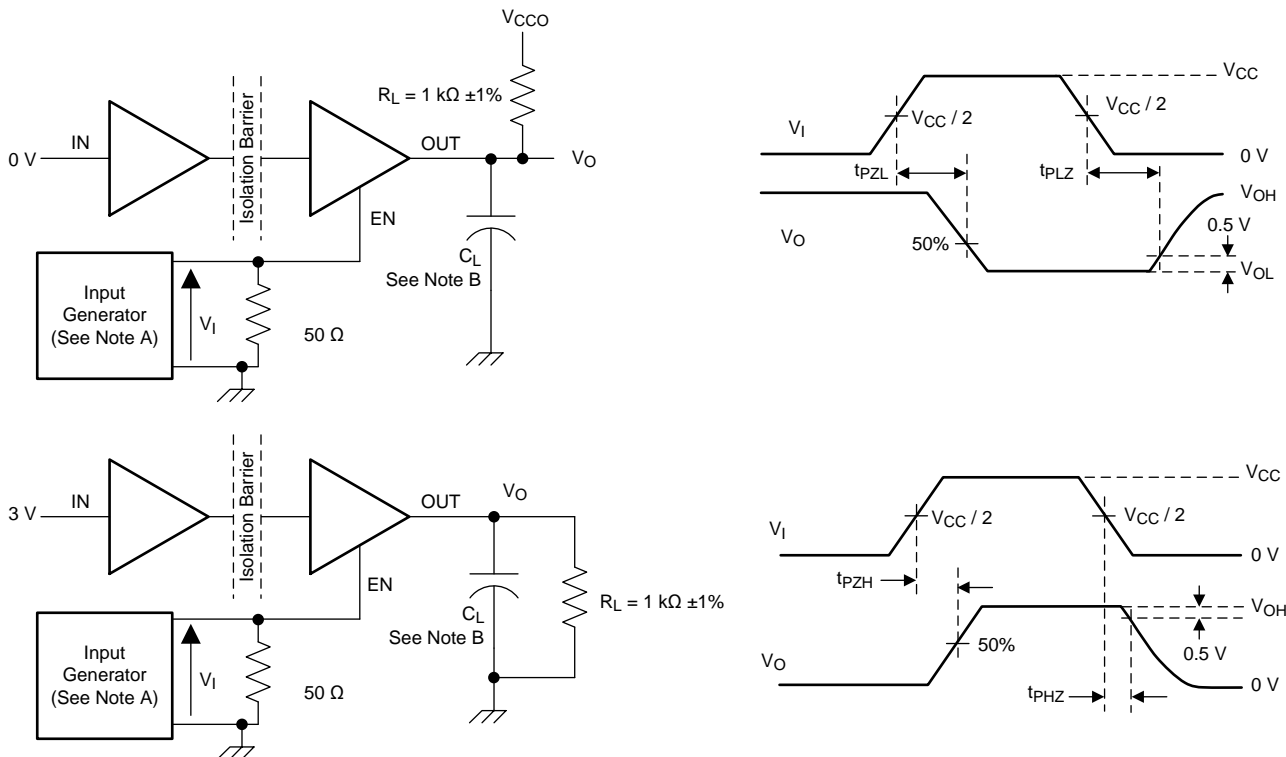 VCCO
RL = 1 kΩ ±1%
0 V
IN
Isolation Barrier
OUT
VO
EN
CL
See Note B
Input
Generator
(See Note A)
VI
50 Ω
VCC
VI
VCC / 2
VCC / 2
0 V
tPZL
tPLZ
VOH
VO
0.5 V
50%
VOL
3 V
IN
Isolation Barrier
OUT
VO
EN
CL
See Note B
RL = 1 kΩ ±1%
Input
Generator
(See Note A)
VI
50 Ω
VCC
VI
VCC / 2
VCC / 2
0 V
tPZH
VOH
0.5 V
VO
50%
0 V
tPHZ